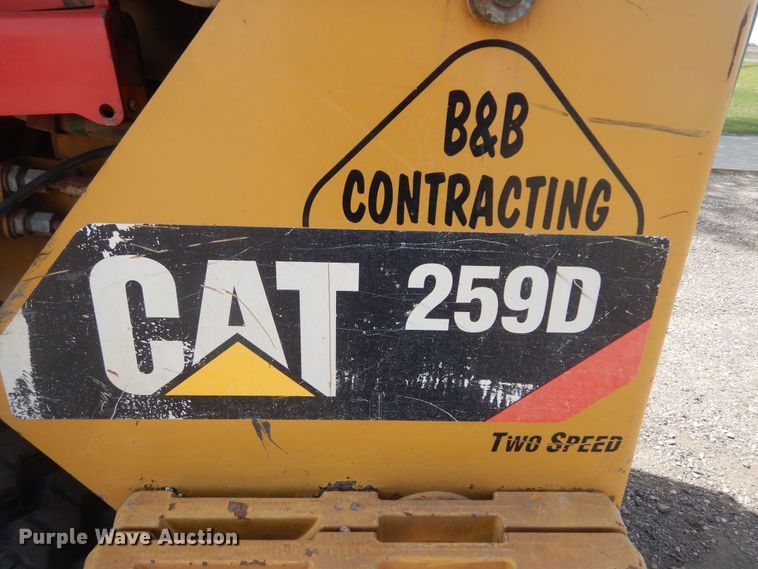 B&B
CONTRACTING
CAT 259D
TWO SPEED
Purple Wave Auction